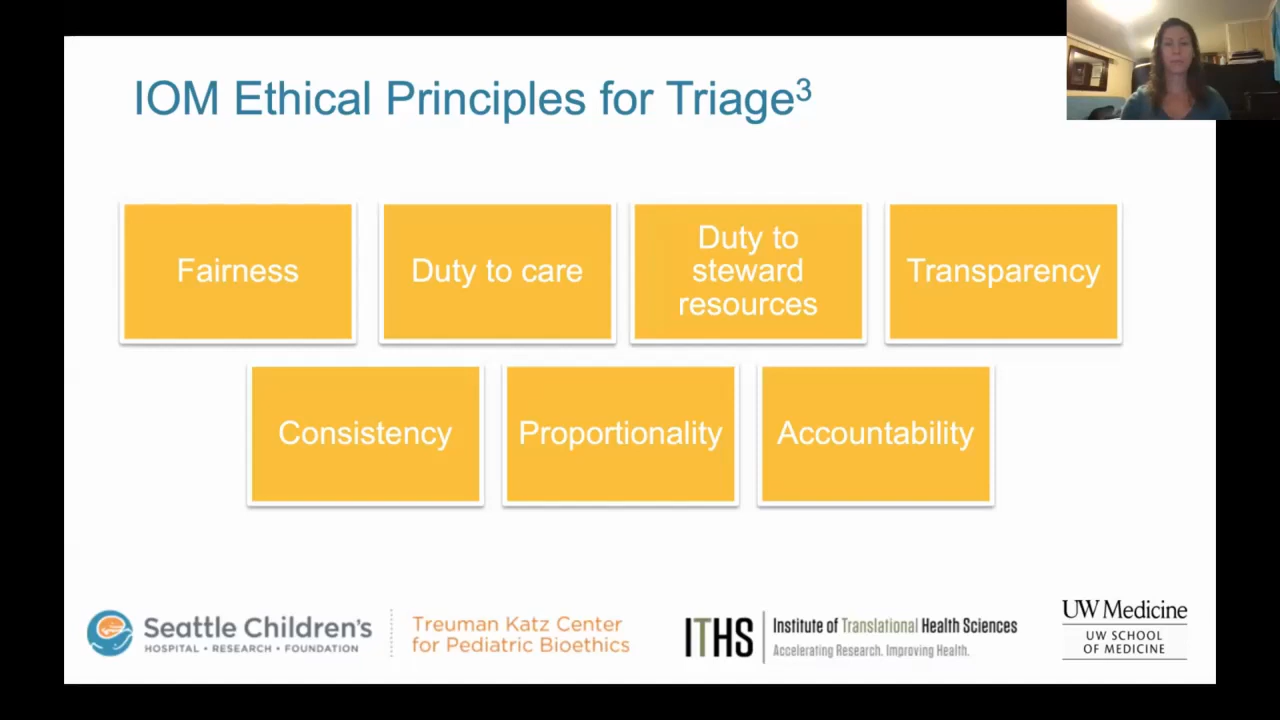 IOM Ethical Principles for Triage3
Fairness
Duty to care
Duty to
steward
resources
Transparency
Consistency
Proportionality
Accountability
Seattle Children's
HOSPITAL • RESEARCH • FOUNDATION
Treuman Katz Center
for Pediatric Bioethics
ITHS
Institute of Translational Health Sciences
Accelerating Research. Improving Health.
UW Medicine
UW SCHOOL
OF MEDICINE